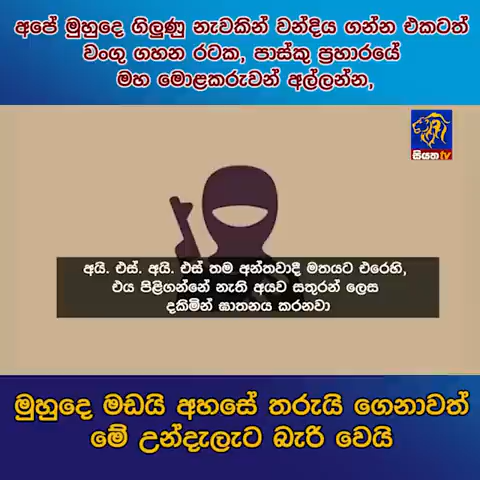 අපේ මුහුදෙ ගිලුණු නැවකින් වන්දිය ගන්න එකටත්
වංගු ගහන රටක, පාස්කු ප්‍රහාරයේ
මහ මොළකරුවන් අල්ලන්න,
සියත tv
අයි. එස්. අයි. එස් තම අන්තවාදී මතයට එරෙහි,
එය පිළිගන්නේ නැති අයව සතුරන් ලෙස
දකිමින් ඝාතනය කරනවා
මුහුදෙ මඩයි අහසේ තරුයි ගෙනාවත්
මේ උන්දැලැට බැරි වෙයි